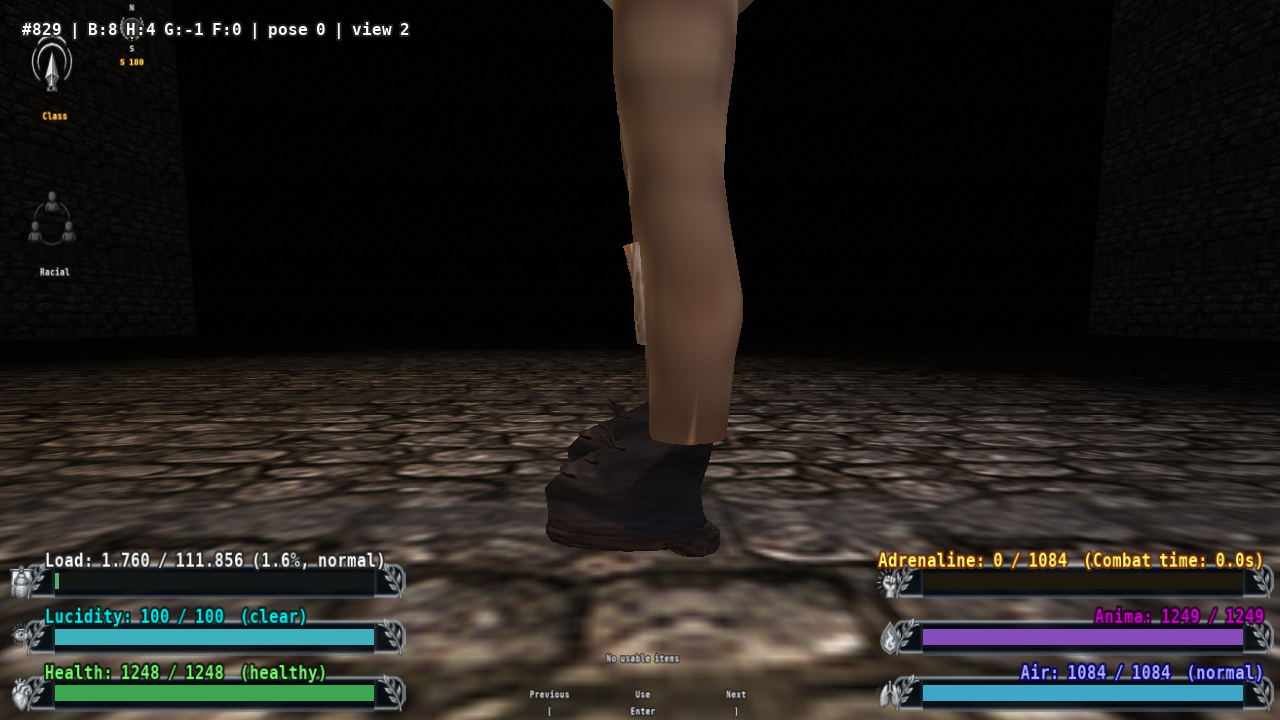 #829 | B:8 H:4 G:-1 F:0 | pose 0 | view 2
N
S
S 180
Class
Racial
Load: 1.760 / 111.856 (1.6%, normal)
Lucidity: 100 / 100 (clear)
Health: 1248 / 1248 (healthy)
Adrenaline: 0 / 1084 (Combat time: 0.0s)
Anima: 1249 / 1249
Air: 1084 / 1084 (normal)
No usable items
Previous Use Next
[ Enter ]